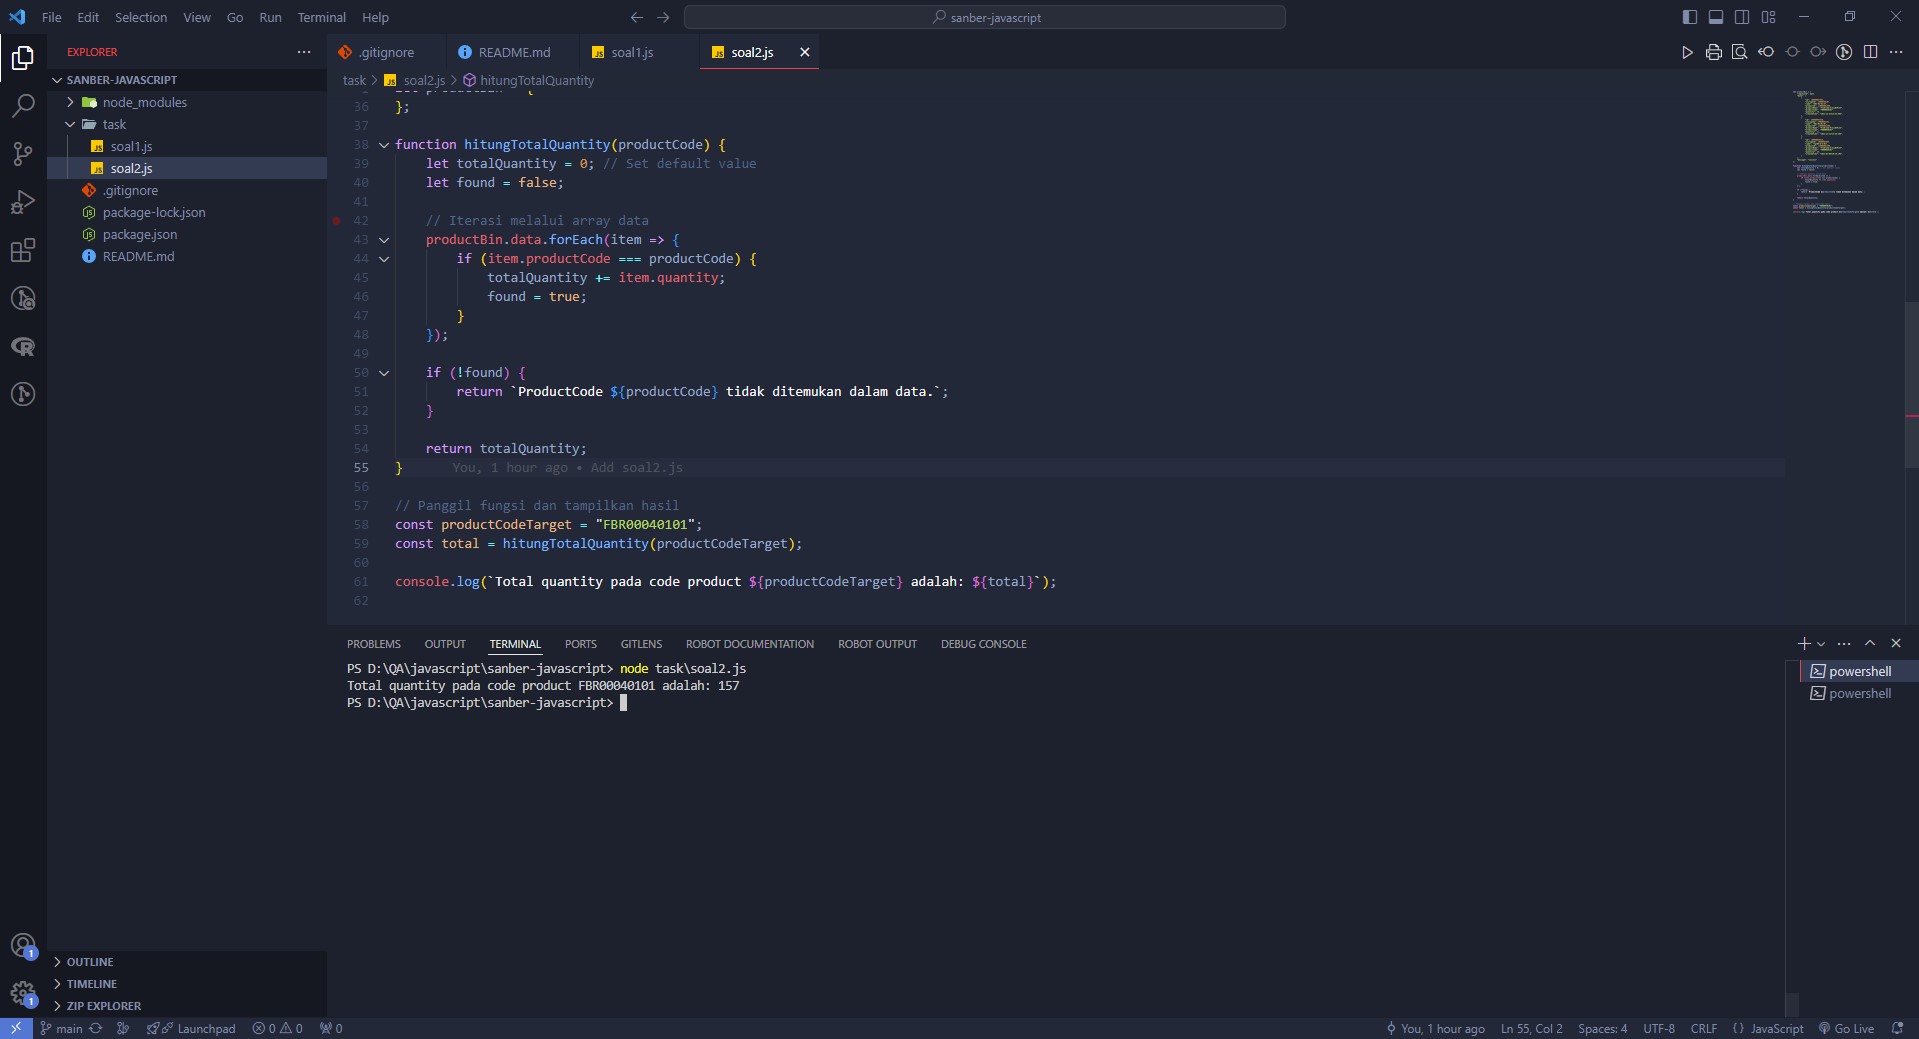 File Edit Selection View Go Run Terminal Help
sanber-javascript
EXPLORER
SANBER-JAVASCRIPT
node_modules
task
soal1.js
soal2.js
.gitignore
package-lock.json
package.json
README.md
OUTLINE
TIMELINE
ZIP EXPLORER
.gitignore README.md soal1.js soal2.js
task > soal2.js > hitungTotalQuantity
36 };
37
38 function hitungTotalQuantity(productCode) {
39 let totalQuantity = 0; // Set default value
40 let found = false;
41
42 // Iterasi melalui array data
43 productBin.data.forEach(item => {
44 if (item.productCode === productCode) {
45 totalQuantity += item.quantity;
46 found = true;
47 }
48 });
49
50 if (!found) {
51 return `ProductCode ${productCode} tidak ditemukan dalam data.`;
52 }
53
54 return totalQuantity;
55 } You, 1 hour ago • Add soal2.js
56
57 // Panggil fungsi dan tampilkan hasil
58 const productCodeTarget = "FBR00040101";
59 const total = hitungTotalQuantity(productCodeTarget);
60
61 console.log(`Total quantity pada code product ${productCodeTarget} adalah: ${total}`);
62
PROBLEMS OUTPUT TERMINAL PORTS GITLENS ROBOT DOCUMENTATION ROBOT OUTPUT DEBUG CONSOLE
PS D:\QA\javascript\sanber-javascript> node task\soal2.js
Total quantity pada code product FBR00040101 adalah: 157
PS D:\QA\javascript\sanber-javascript>
powershell
powershell
1
1
main Launchpad 0 0 0
You, 1 hour ago Ln 55, Col 2 Spaces: 4 UTF-8 CRLF {} JavaScript Go Live